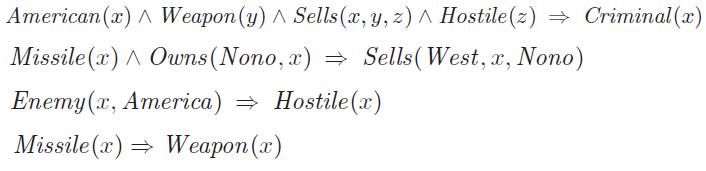 American(x) ∧ Weapon(y) ∧ Sells(x, y, z) ∧ Hostile(z) ⇒ Criminal(x)
Missile(x) ∧ Owns(Nono, x) ⇒ Sells(West, x, Nono)
Enemy(x, America) ⇒ Hostile(x)
Missile(x) ⇒ Weapon(x)